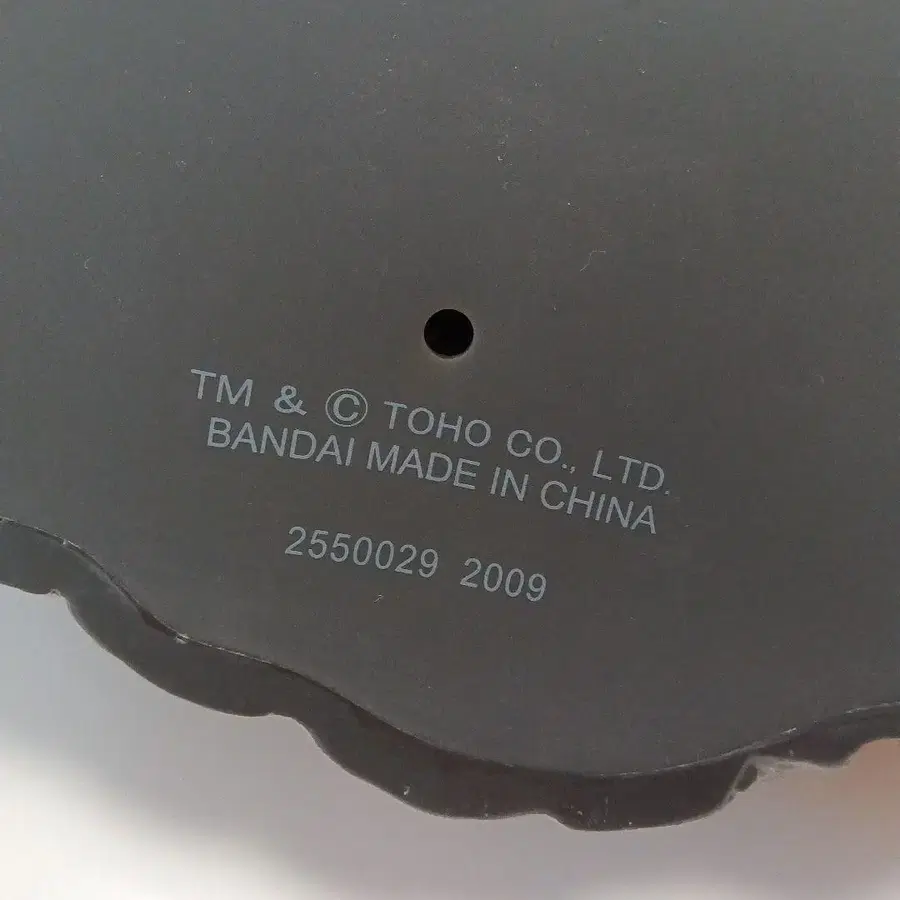 TM & © TOHO CO., LTD.
BANDAI MADE IN CHINA
2550029 2009